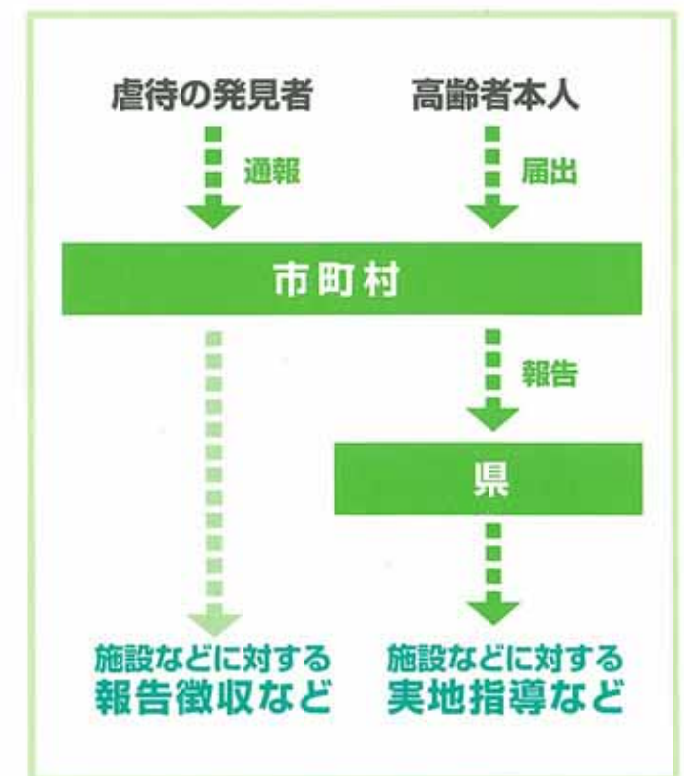 虐待の発見者
高齢者本人
通報
届出
市町村
報告
県
施設などに対する
報告徴収など
施設などに対する
実地指導など